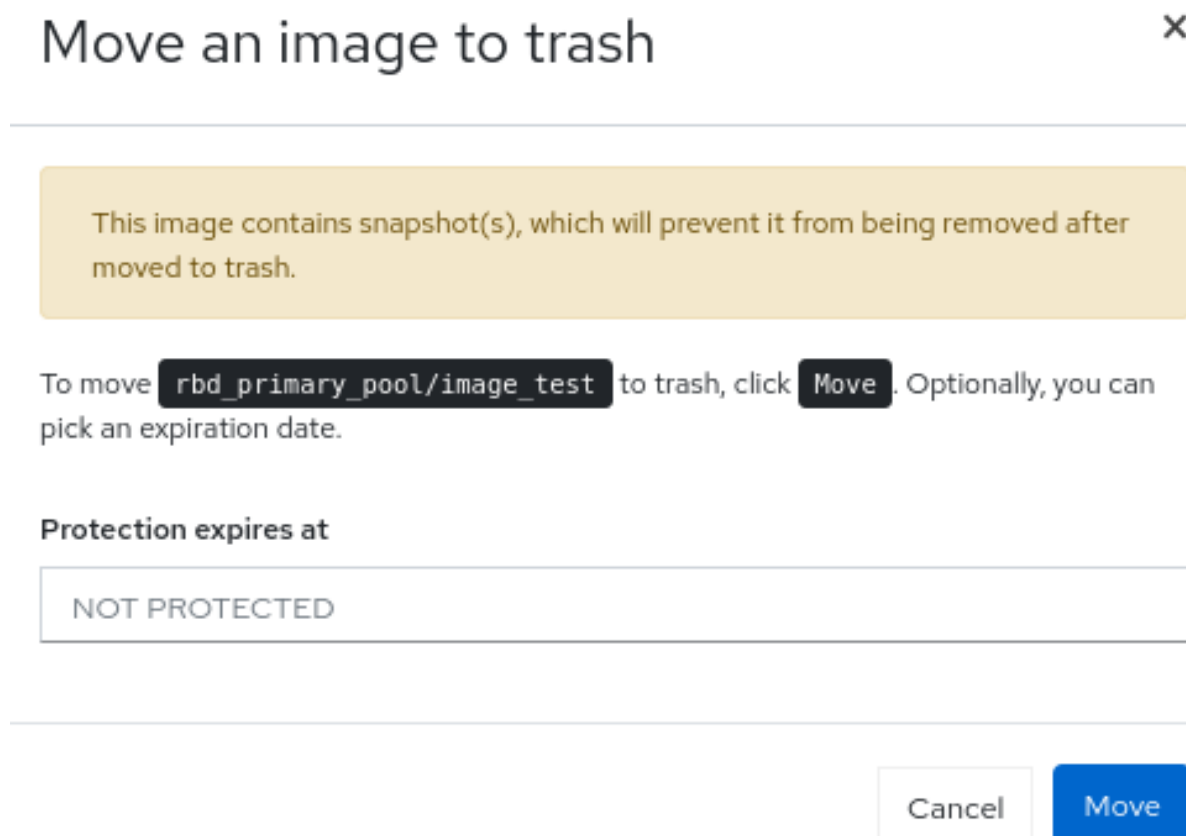 Move an image to trash
×
This image contains snapshot(s), which will prevent it from being removed after
moved to trash.
To move rbd_primary_pool/image_test to trash, click Move . Optionally, you can
pick an expiration date.
Protection expires at
NOT PROTECTED
Cancel Move